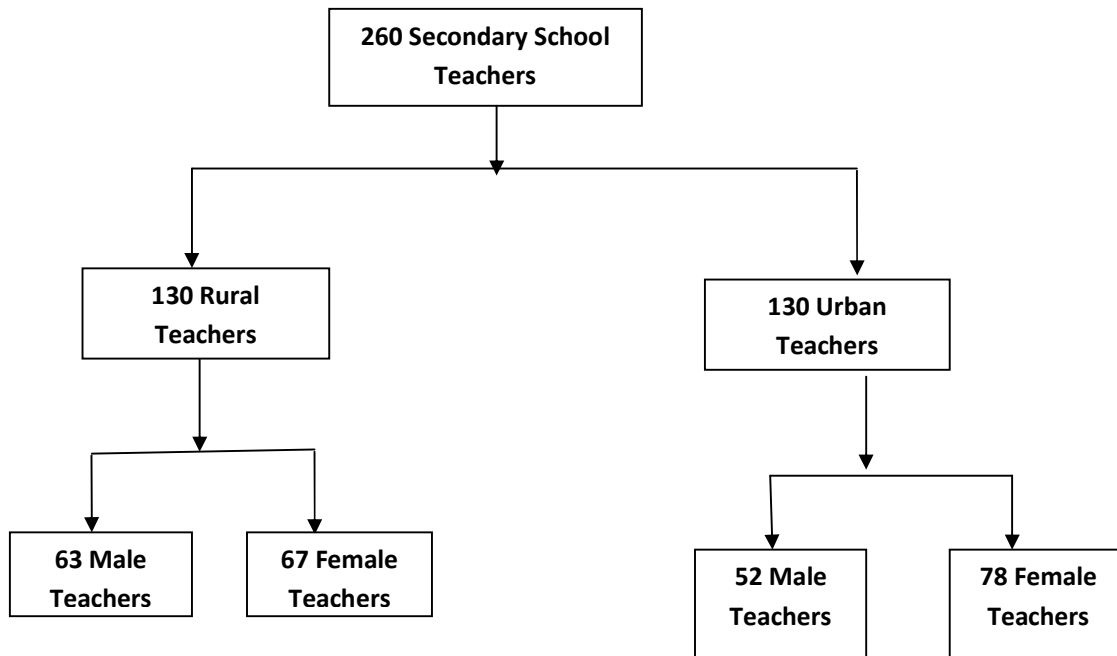 260 Secondary School
Teachers
130 Rural
Teachers
130 Urban
Teachers
63 Male
Teachers
67 Female
Teachers
52 Male
Teachers
78 Female
Teachers